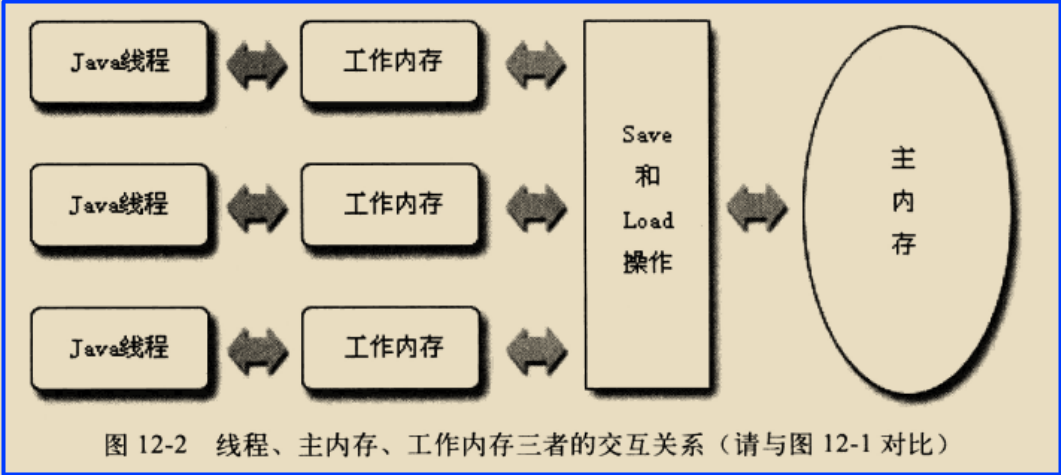 Java线程
工作内存
Java线程
工作内存
Java线程
工作内存
Save
和
Load
操作
主
内
存
图 12-2 线程、主内存、工作内存三者的交互关系（请与图 12-1 对比）